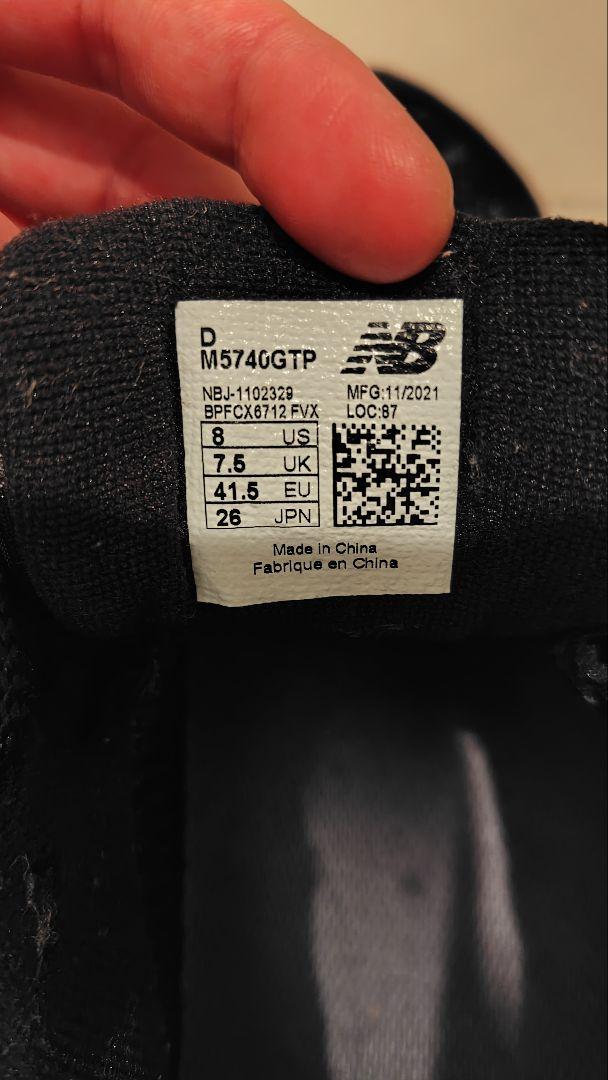 D
M5740GTP
NB
NBJ-1102329
MFG:11/2021
BPFCX6712 FVX
LOC:87
8 US
7.5 UK
41.5 EU
26 JPN
Made in China
Fabrique en China